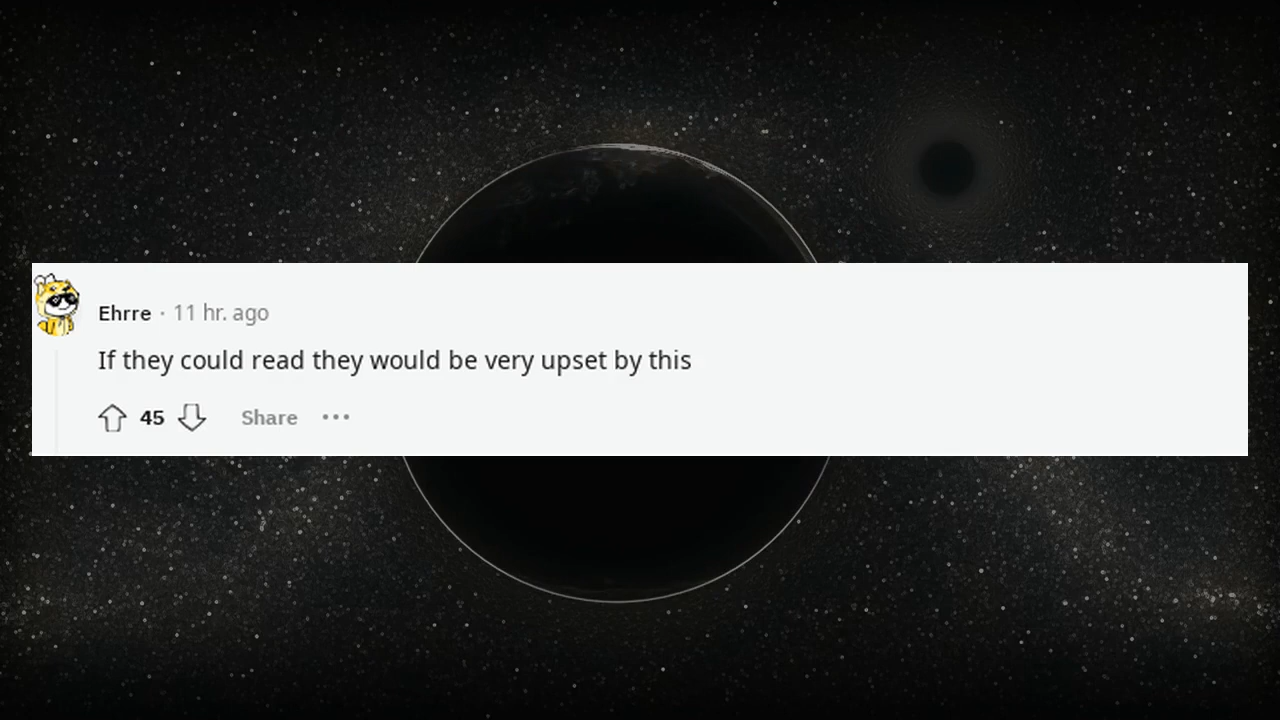 Ehrre · 11 hr. ago
If they could read they would be very upset by this
45 Share •••